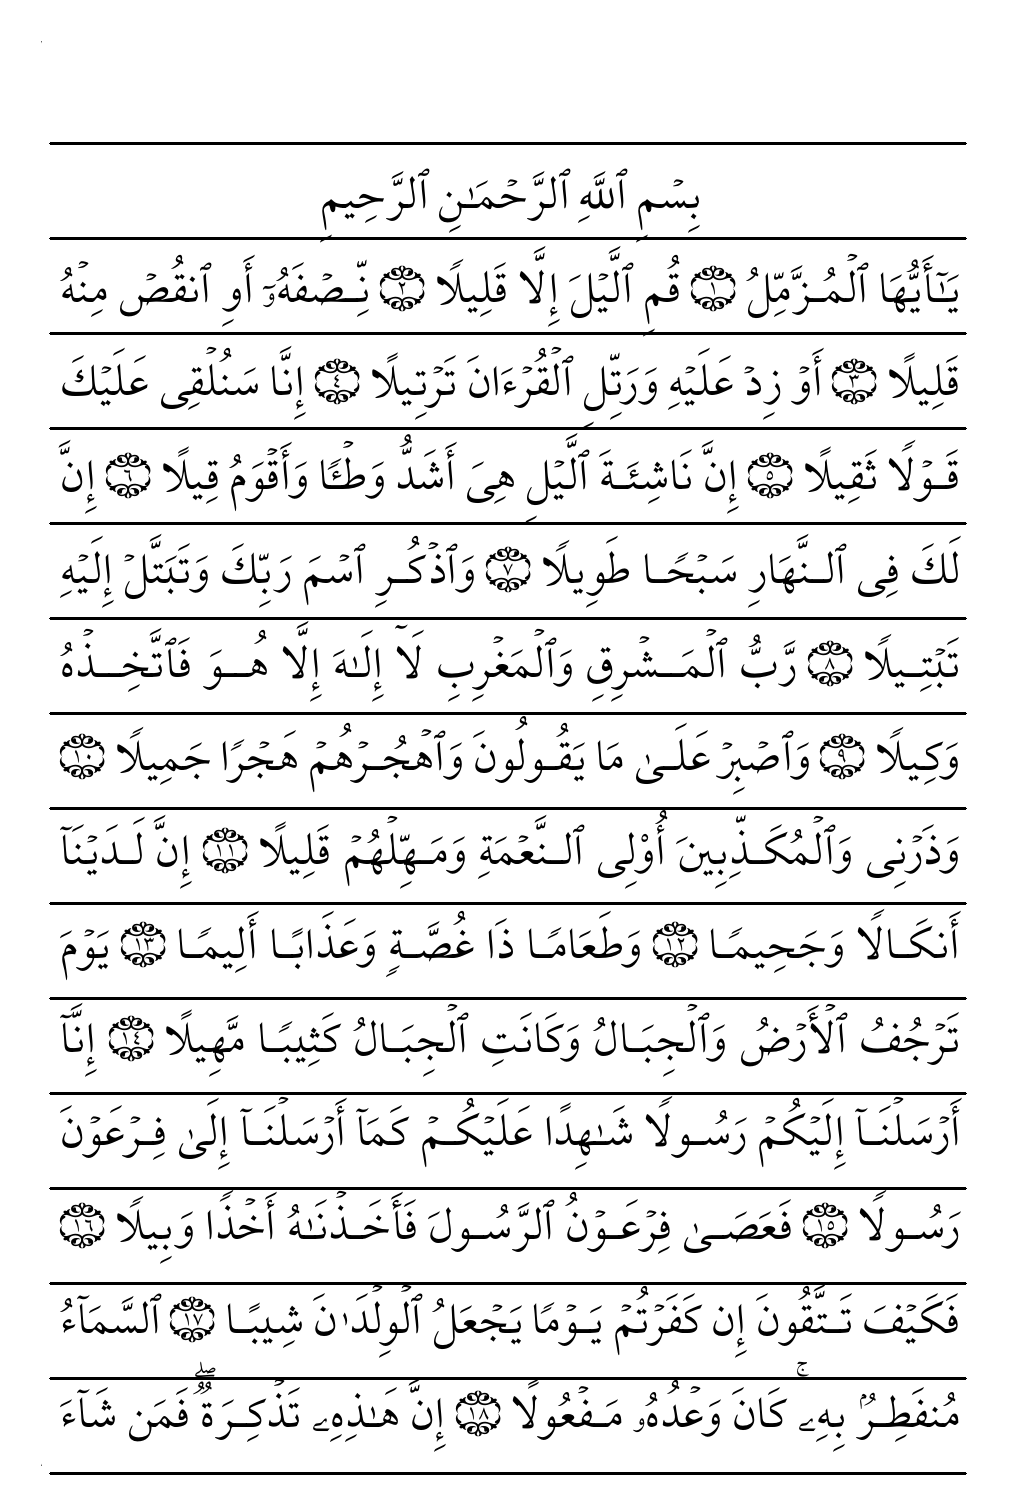 بِسۡمِ ٱللَّهِ ٱلرَّحۡمَـٰنِ ٱلرَّحِيمِ
يَـٰٓأَيُّهَا ٱلۡمُزَّمِّلُ ۝١ قُمِ ٱلَّيۡلَ إِلَّا قَلِيلًا ۝٢ نِّصۡفَهُۥٓ أَوِ ٱنقُصۡ مِنۡهُ
قَلِيلًا ۝٣ أَوۡ زِدۡ عَلَيۡهِ وَرَتِّلِ ٱلۡقُرۡءَانَ تَرۡتِيلًا ۝٤ إِنَّا سَنُلۡقِى عَلَيۡكَ
قَوۡلًا ثَقِيلًا ۝٥ إِنَّ نَاشِئَةَ ٱلَّيۡلِ هِىَ أَشَدُّ وَطۡـًٔا وَأَقۡوَمُ قِيلًا ۝٦ إِنَّ
لَكَ فِى ٱلنَّهَارِ سَبۡحًا طَوِيلًا ۝٧ وَٱذۡكُرِ ٱسۡمَ رَبِّكَ وَتَبَتَّلۡ إِلَيۡهِ
تَبۡتِيلًا ۝٨ رَّبُّ ٱلۡمَشۡرِقِ وَٱلۡمَغۡرِبِ لَآ إِلَـٰهَ إِلَّا هُوَ فَٱتَّخِذۡهُ
وَكِيلًا ۝٩ وَٱصۡبِرۡ عَلَىٰ مَا يَقُولُونَ وَٱهۡجُرۡهُمۡ هَجۡرًا جَمِيلًا ۝١٠
وَذَرۡنِى وَٱلۡمُكَذِّبِينَ أُوْلِى ٱلنَّعۡمَةِ وَمَهِّلۡهُمۡ قَلِيلًا ۝١١ إِنَّ لَدَيۡنَآ
أَنكَالًا وَجَحِيمًا ۝١٢ وَطَعَامًا ذَا غُصَّةٍ وَعَذَابًا أَلِيمًا ۝١٣ يَوۡمَ
تَرۡجُفُ ٱلۡأَرۡضُ وَٱلۡجِبَالُ وَكَانَتِ ٱلۡجِبَالُ كَثِيبًا مَّهِيلًا ۝١٤ إِنَّآ
أَرۡسَلۡنَآ إِلَيۡكُمۡ رَسُولًا شَـٰهِدًا عَلَيۡكُمۡ كَمَآ أَرۡسَلۡنَآ إِلَىٰ فِرۡعَوۡنَ
رَسُولًا ۝١٥ فَعَصَىٰ فِرۡعَوۡنُ ٱلرَّسُولَ فَأَخَذۡنَـٰهُ أَخۡذًا وَبِيلًا ۝١٦
فَكَيۡفَ تَتَّقُونَ إِن كَفَرۡتُمۡ يَوۡمًا يَجۡعَلُ ٱلۡوِلۡدَٰنَ شِيبًا ۝١٧ ٱلسَّمَآءُ
مُنفَطِرُۢ بِهِۦۚ كَانَ وَعۡدُهُۥ مَفۡعُولًا ۝١٨ إِنَّ هَـٰذِهِۦ تَذۡكِرَةٌۖ فَمَن شَآءَ